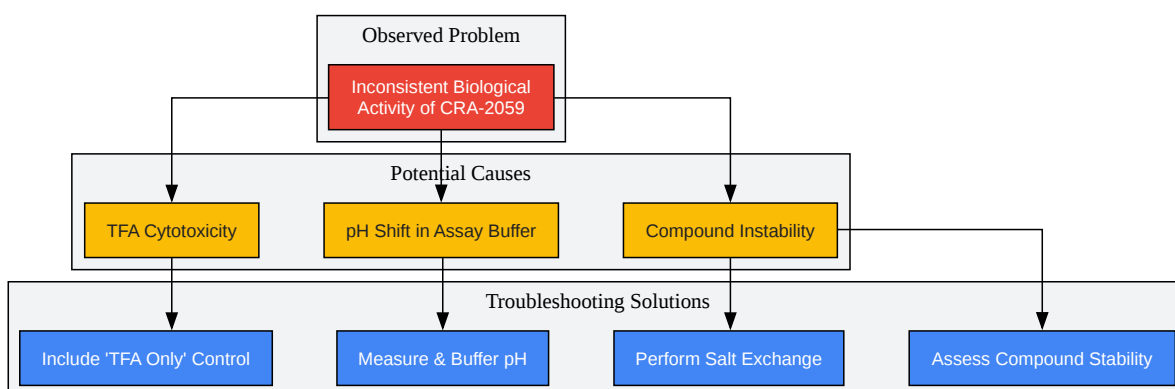 Observed Problem
Inconsistent Biological
Activity of CRA-2059
Potential Causes
TFA Cytotoxicity
pH Shift in Assay Buffer
Compound Instability
Troubleshooting Solutions
Include 'TFA Only' Control
Measure & Buffer pH
Perform Salt Exchange
Assess Compound Stability